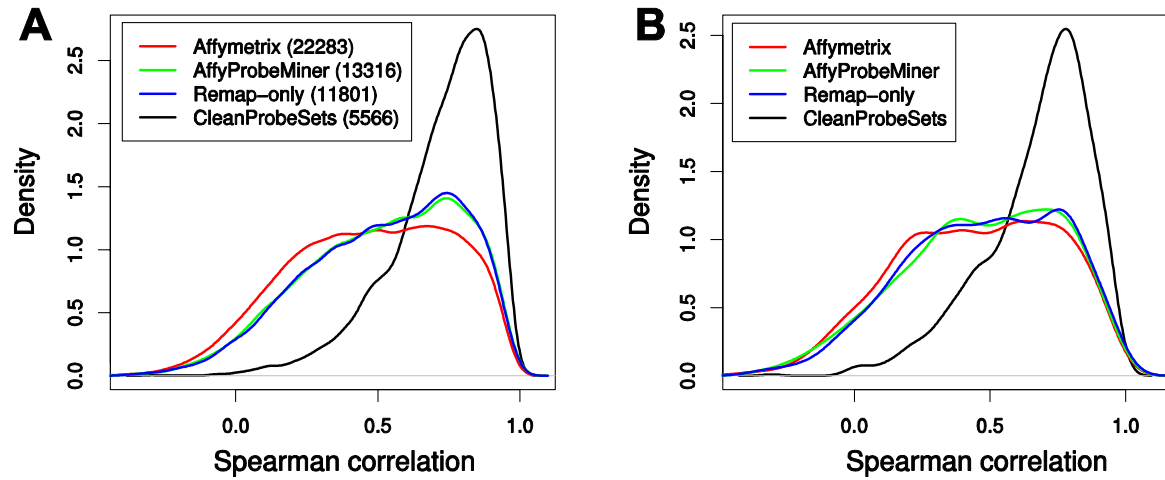 A
Affymetrix (22283)
AffyProbeMiner (13316)
Remap-only (11801)
CleanProbeSets (5566)
Density
0.0 0.5 1.0 1.5 2.0 2.5
0.0 0.5 1.0
Spearman correlation
B
Affymetrix
AffyProbeMiner
Remap-only
CleanProbeSets
Density
0.0 0.5 1.0 1.5 2.0 2.5
0.0 0.5 1.0
Spearman correlation